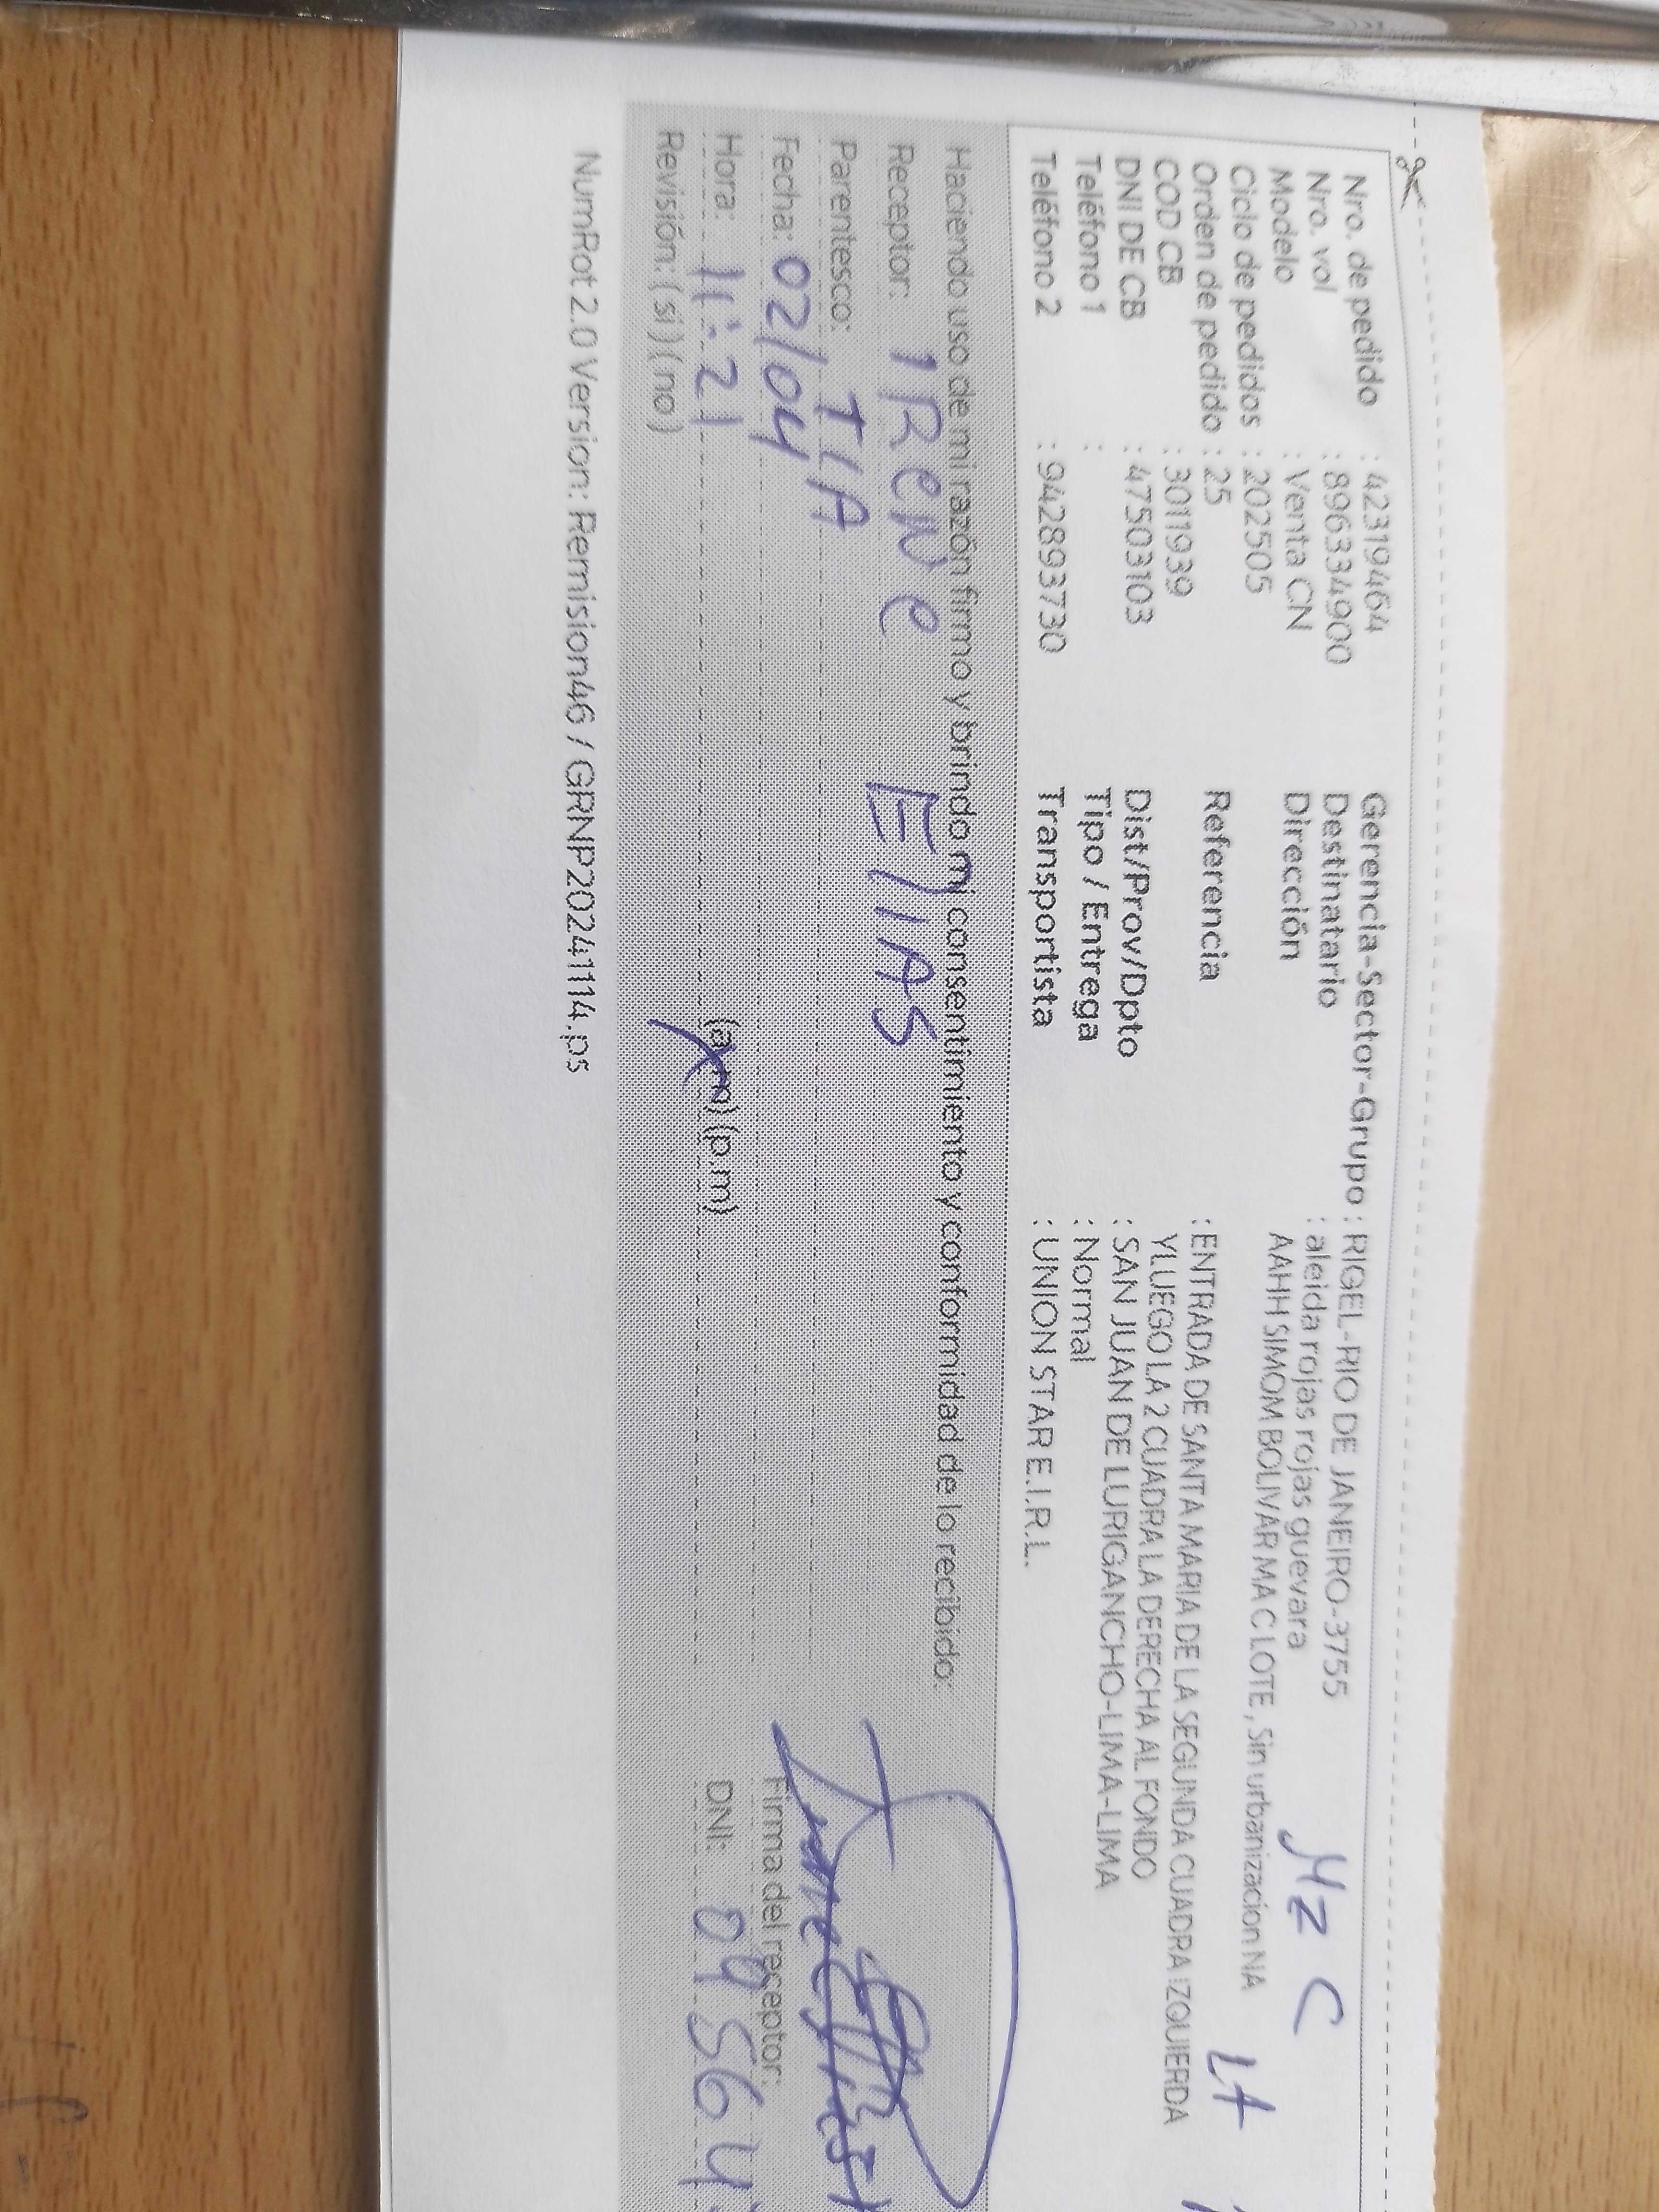 Nro. de pedido : 42319464
Nro. vol : 896334900
Modelo : Venta CN
Ciclo de pedidos : 202505
Orden de pedido : 25
COD CB : 3011939
DNI DE CB : 47503103
Teléfono 1 :
Teléfono 2 : 942893730
Gerencia-Sector-Grupo : RIGEL-RIO DE JANEIRO-3755
Destinatario : aleida rojas rojas guevara
Dirección AAHH SIMOM BOLIVAR MA C LOTE , Sin urbanizacion NA
Mz C
Lt
Referencia : ENTRADA DE SANTA MARIA DE LA SEGUNDA CUADRA IZQUIERDA
YLUEGO LA 2 CUADRA LA DERECHA AL FONDO
Dist/Prov/Dpto : SAN JUAN DE LURIGANCHO-LIMA-LIMA
Tipo / Entrega : Normal
Transportista : UNION STAR E.I.R.L.
Haciendo uso de mi razón firmo y brindo mi consentimiento y conformidad de lo recibido:
Receptor: IRENE ElIAS
Parentesco: TIA
Fecha: 02/04
Hora: 11:21 (a.m) (p.m)
Revisión: ( si ) ( no )
Firma del receptor:
DNI: 09564
NumRot 2.0 Version: Remision46 / GRNP20241114.ps